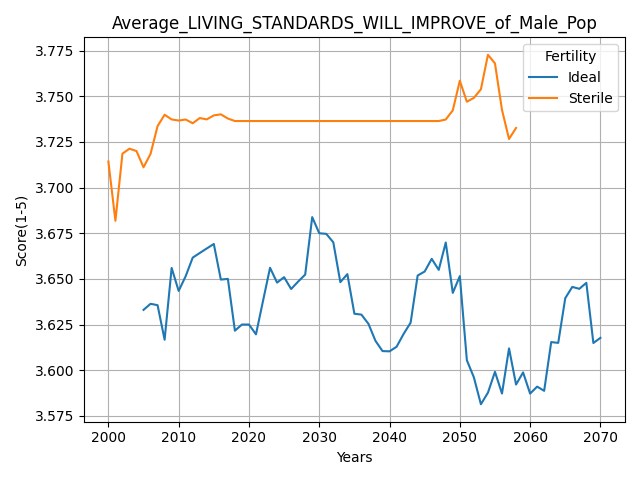 Average_LIVING_STANDARDS_WILL_IMPROVE_of_Male_Pop
Fertility
Ideal
Sterile
Score(1-5)
3.775
3.750
3.725
3.700
3.675
3.650
3.625
3.600
3.575
2000 2010 2020 2030 2040 2050 2060 2070
Years